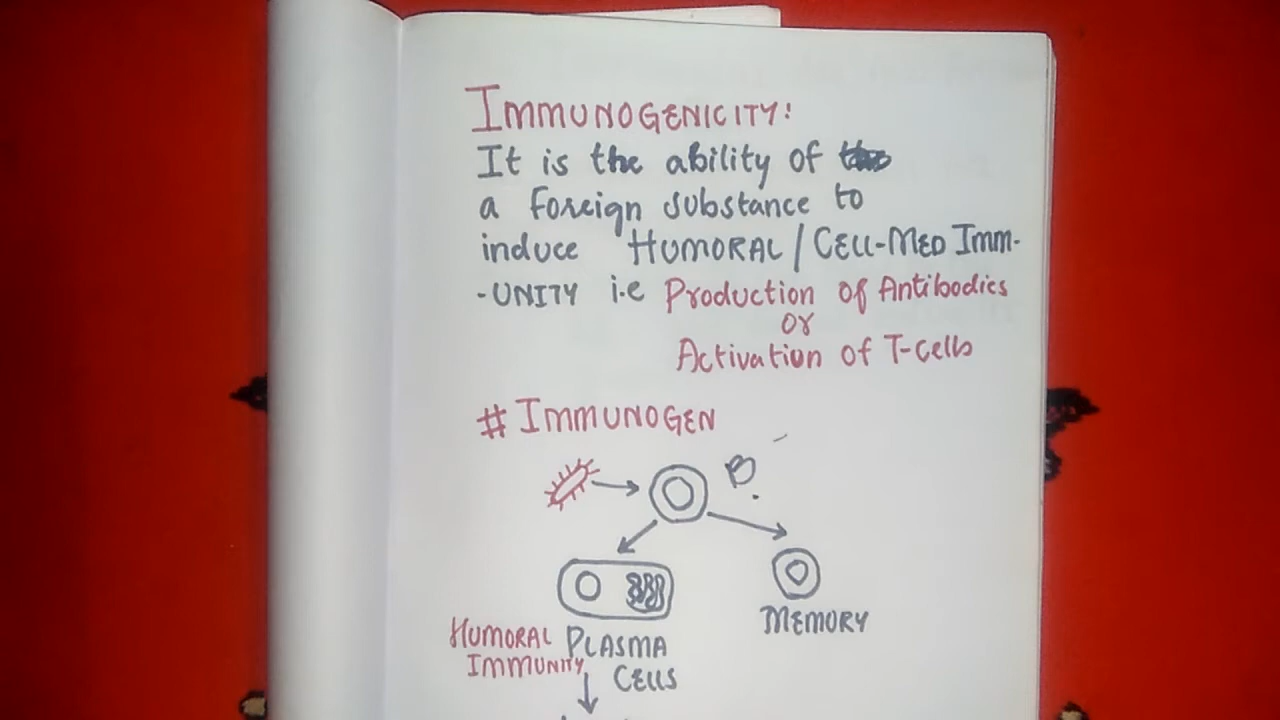 IMMUNOGENICITY:
It is the ability of
a foreign substance to
induce HUMORAL / CELL-MED IMM-
-UNITY i.e Production of Antibodies
or
Activation of T-Cells
# IMMUNOGEN
B
MEMORY
HUMORAL PLASMA
IMMUNITY CELLS